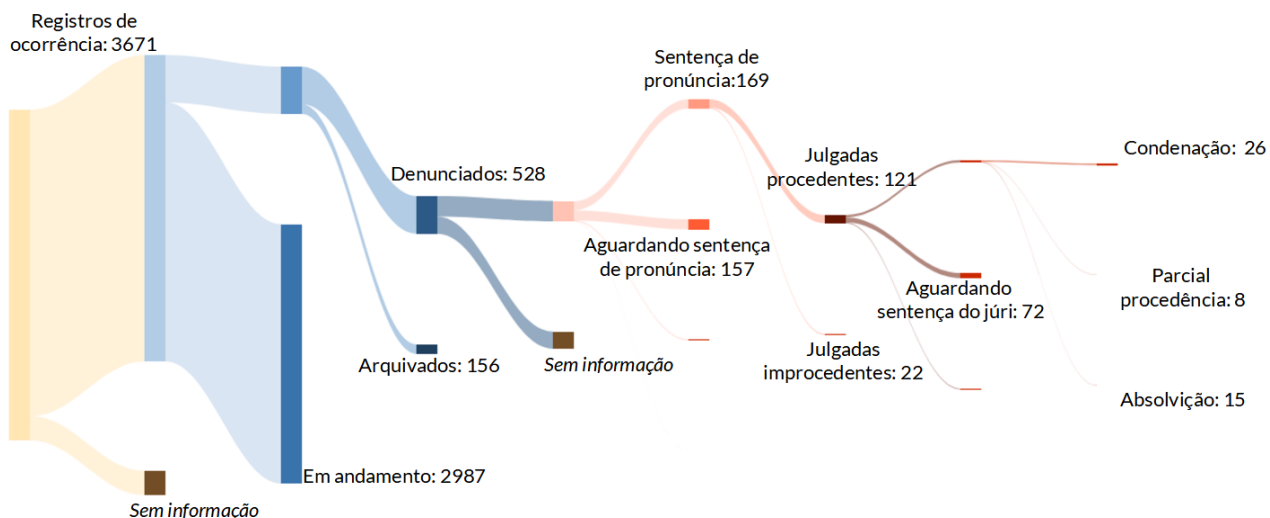 Registros de
ocorrência: 3671
Sem informação
Em andamento: 2987
Denunciados: 528
Arquivados: 156
Sem informação
Sentença de
pronúncia:169
Aguardando sentença
de pronúncia: 157
Julgadas
procedentes: 121
Julgadas
improcedentes: 22
Aguardando
sentença do júri: 72
Condenação: 26
Parcial
procedência: 8
Absolvição: 15